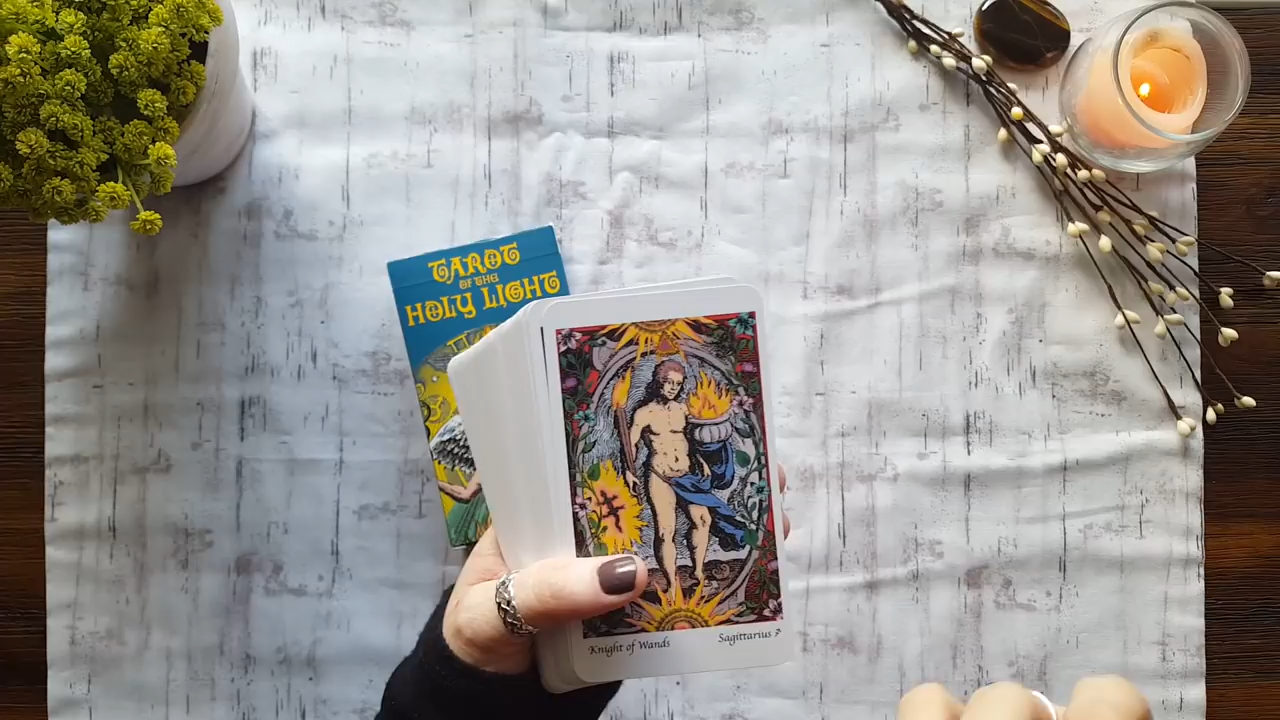 TAROT
OF THE
HOLY LIGHT
Knight of Wands
Sagittarius ♐